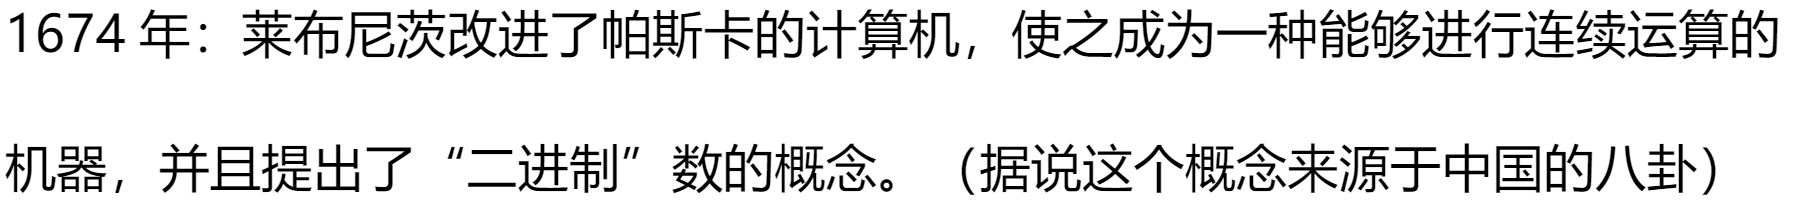 1674 年：莱布尼茨改进了帕斯卡的计算机，使之成为一种能够进行连续运算的
机器，并且提出了“二进制”数的概念。（据说这个概念来源于中国的八卦）